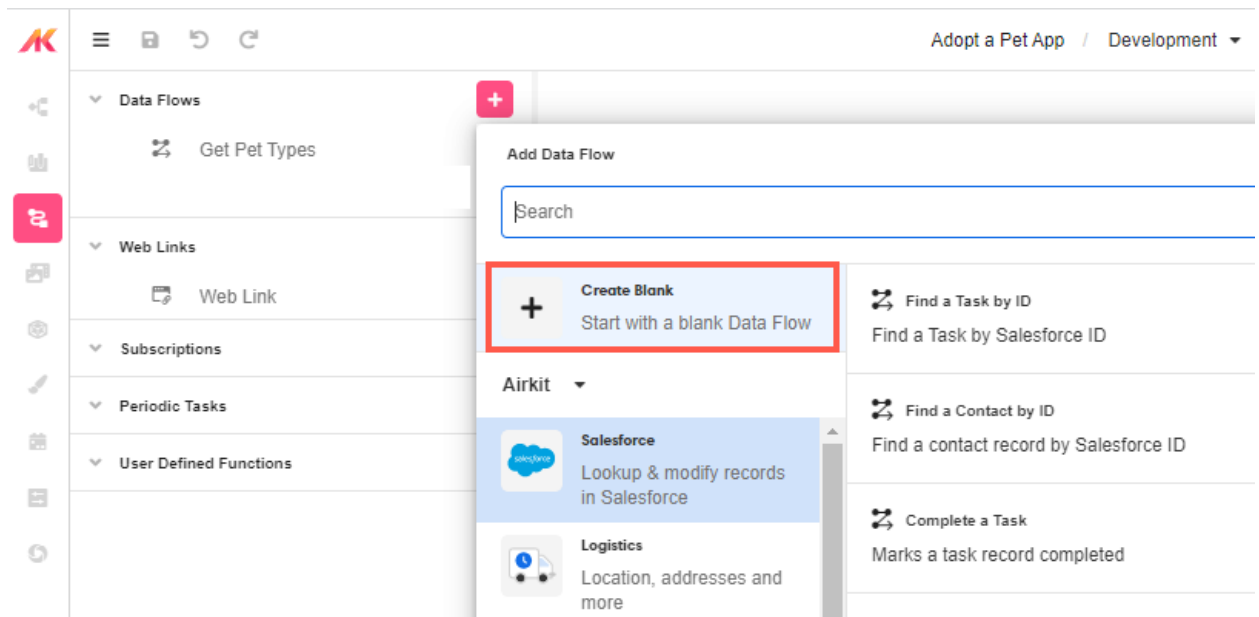 Adopt a Pet App / Development
Data Flows
Get Pet Types
Web Links
Web Link
Subscriptions
Periodic Tasks
User Defined Functions
Add Data Flow
Search
Create Blank
Start with a blank Data Flow
Airkit
Salesforce
Lookup & modify records
in Salesforce
salesforce
Logistics
Location, addresses and
more
Find a Task by ID
Find a Task by Salesforce ID
Find a Contact by ID
Find a contact record by Salesforce ID
Complete a Task
Marks a task record completed